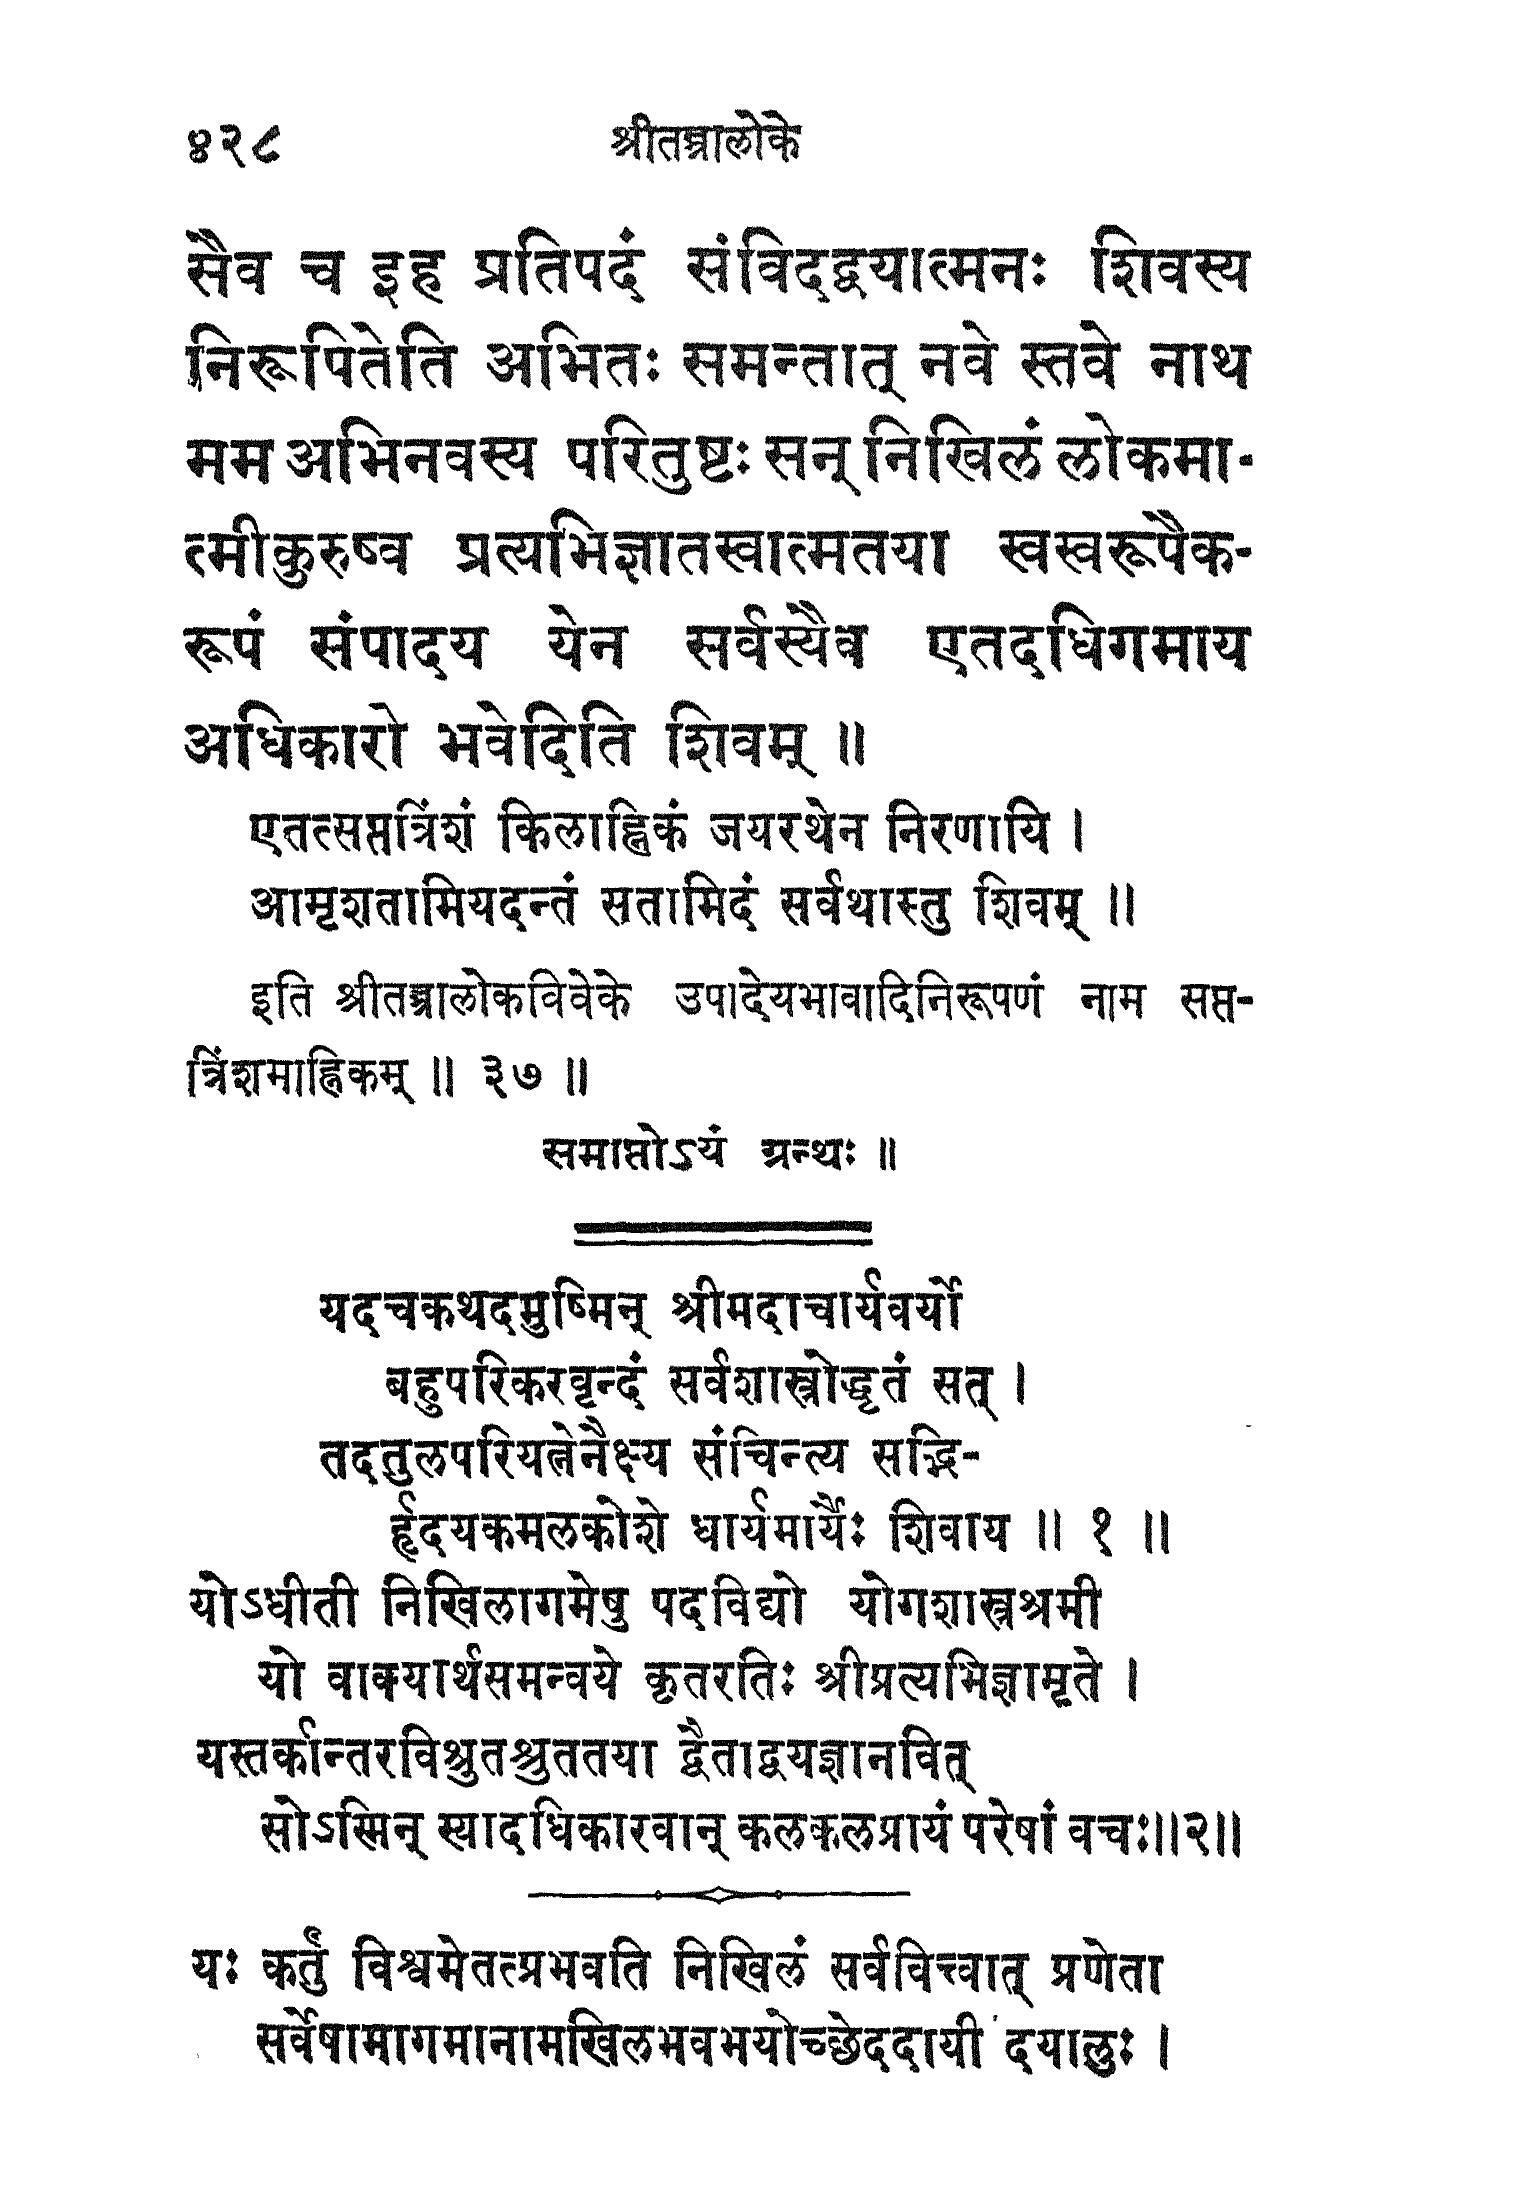 ४२८ श्रीतन्त्रालोके
सैव च इह प्रतिपदं संविदद्वयात्मनः शिवस्य
निरूपितेति अभितः समन्तात् नवे स्तवे नाथ
मम अभिनवस्य परितुष्टः सन् निखिलं लोकमा-
त्मीकुरुष्व प्रत्यभिज्ञातस्वात्मतया स्वस्वरूपैक-
रूपं संपादय येन सर्वस्यैव एतदधिगमाय
अधिकारो भवेदिति शिवम् ॥
एतत्सप्तत्रिंशं किलाह्निकं जयरथेन निरणायि ।
आमृशतामियदन्तं सतामिदं सर्वथास्तु शिवम् ॥
इति श्रीतन्त्रालोकविवेके उपादेयभावादिनिरूपणं नाम सप्त-
त्रिंशमाह्निकम् ॥ ३७ ॥
समाप्तोऽयं ग्रन्थः ॥
यदचकथदमुष्मिन् श्रीमदाचार्यवर्यो
बहुपरिकरवृन्दं सर्वशास्त्रोद्धृतं सत् ।
तदतुलपरियत्नेनैक्ष्य संचिन्त्य सद्भि-
र्हृदयकमलकोशे धार्यमार्यैः शिवाय ॥ १ ॥
योऽधीती निखिलागमेषु पदविद्यो योगशास्त्रश्रमी
यो वाक्यार्थसमन्वये कृतरतिः श्रीप्रत्यभिज्ञामृते ।
यस्तर्कान्तरविश्रुतश्रुततया द्वैताद्वयज्ञानवित्
सोऽस्मिन् स्यादधिकारवान् कलकलप्रायं परेषां वचः॥२॥
यः कर्तुं विश्वमेतत्प्रभवति निखिलं सर्ववित्त्वात् प्रणेता
सर्वेषामागमानामखिलभवभयोच्छेददायी दयालुः ।